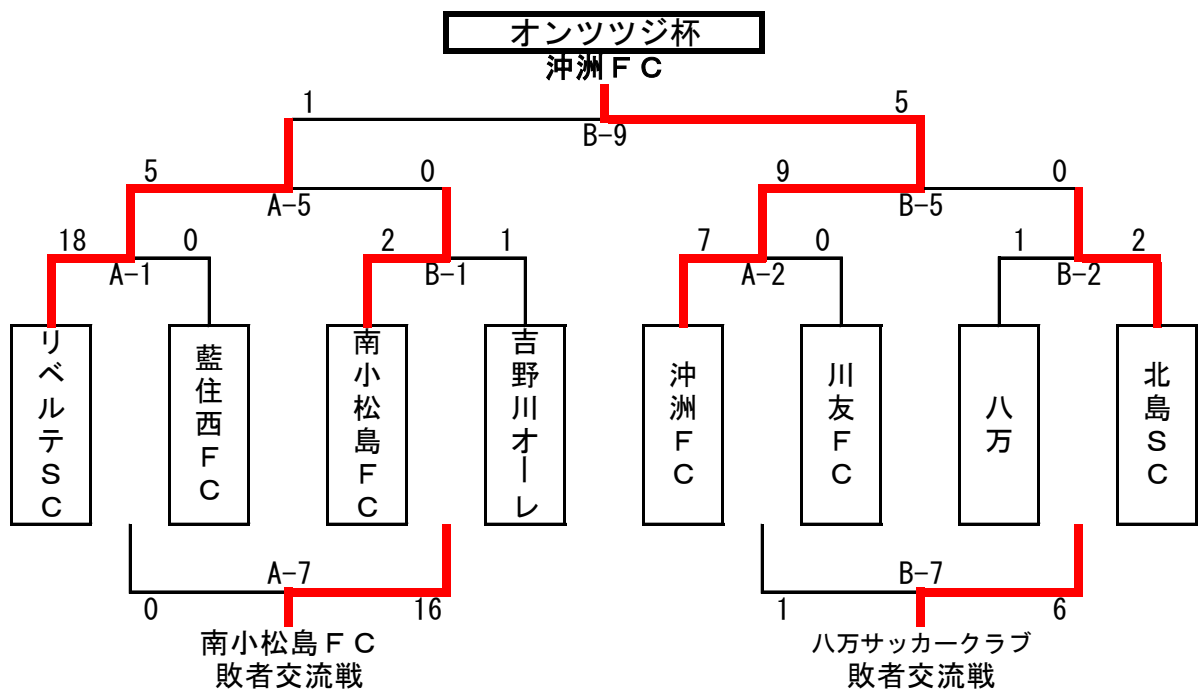 オンツツジ杯
沖洲ＦＣ
1
5
B-9
5
0
9
0
A-5
B-5
18
0
2
1
7
0
1
2
A-1
B-1
A-2
B-2
リベルテSC
藍住西FC
南小松島FC
吉野川オーレ
沖洲FC
川友FC
八万
北島SC
A-7
B-7
0
16
1
6
南小松島ＦＣ
八万サッカークラブ
敗者交流戦
敗者交流戦